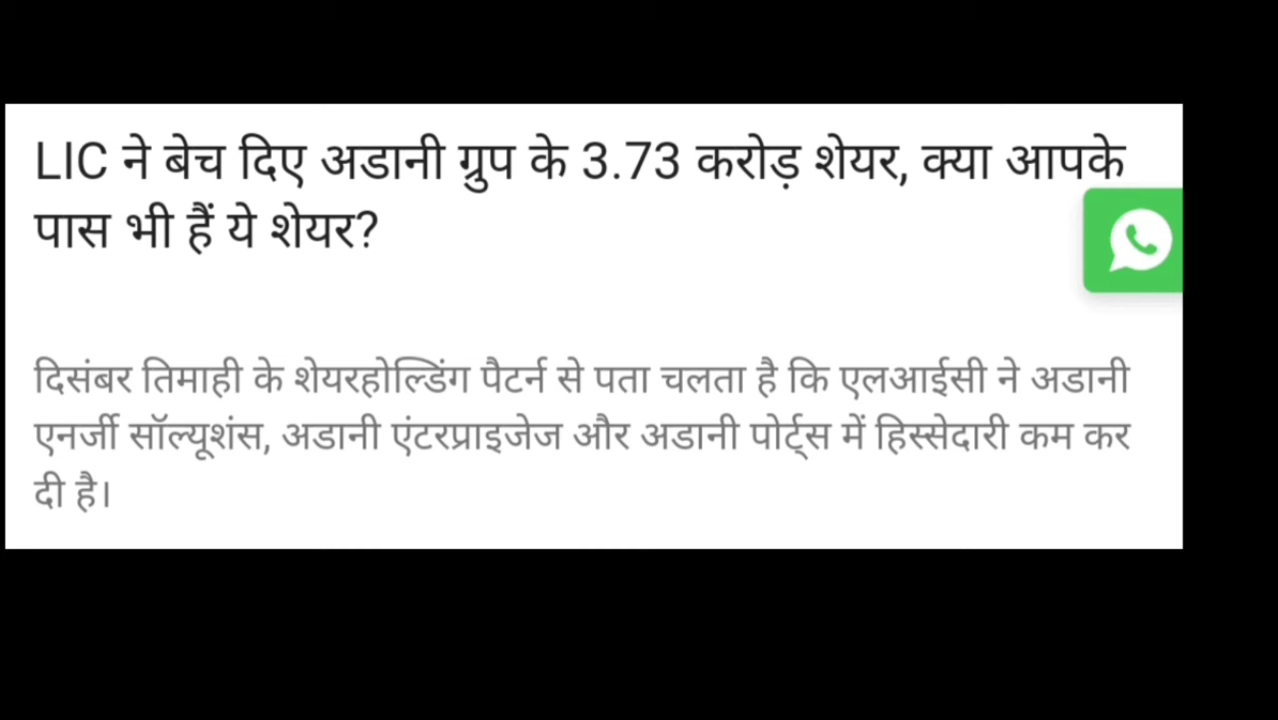 LIC ने बेच दिए अडानी ग्रुप के 3.73 करोड़ शेयर, क्या आपके
पास भी हैं ये शेयर?
दिसंबर तिमाही के शेयरहोल्डिंग पैटर्न से पता चलता है कि एलआईसी ने अडानी
एनर्जी सॉल्यूशंस, अडानी एंटरप्राइजेज और अडानी पोर्ट्स में हिस्सेदारी कम कर
दी है।